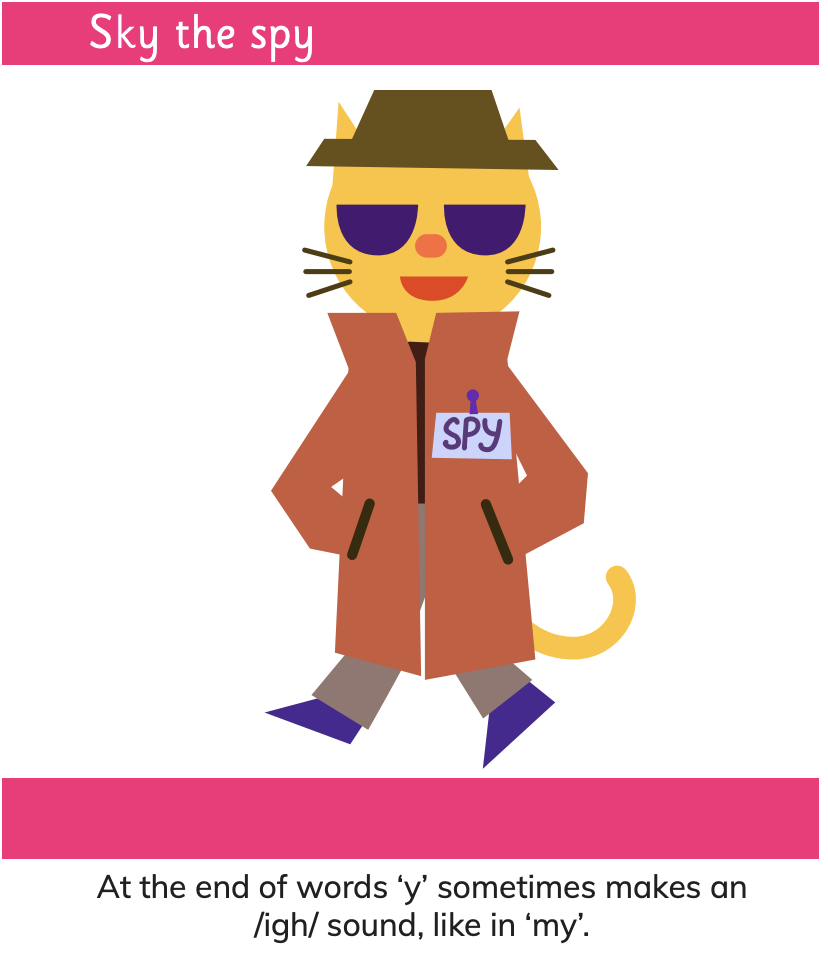 Sky the spy
SPY
At the end of words ‘y’ sometimes makes an
/igh/ sound, like in ‘my’.